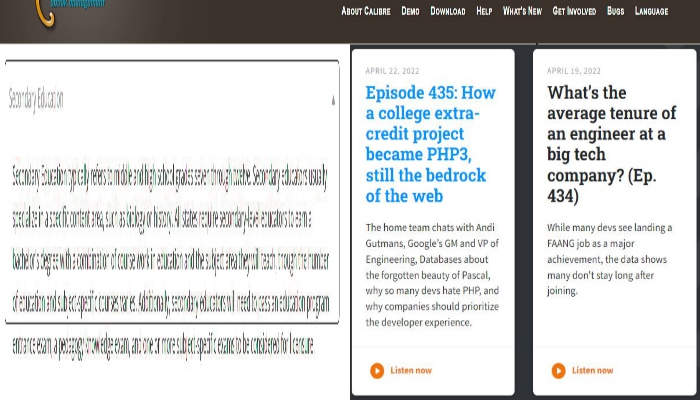 ebook management
About Calibre Demo Download Help What's New Get Involved Bugs Language
Secondary Education
Secondary Education typically refers to middle and high school grades seven through twelve. Secondary educators usually
specialize in a specific content area, such as biology or history. All states require secondary-level educators to earn a
bachelor's degree with a combination of course work in education and the subject area they will teach through the number
of education and subject-specific courses varies. Additionally, secondary educators will need to pass an education program
entrance exam, a pedagogy knowledge exam, and one or more subject-specific exams to be considered for licensure.
APRIL 22, 2022
Episode 435: How
a college extra-
credit project
became PHP3,
still the bedrock
of the web
The home team chats with Andi
Gutmans, Google's GM and VP of
Engineering, Databases about
the forgotten beauty of Pascal,
why so many devs hate PHP, and
why companies should prioritize
the developer experience.
Listen now
APRIL 19, 2022
What's the
average tenure of
an engineer at a
big tech
company? (Ep.
434)
While many devs see landing a
FAANG job as a major
achievement, the data shows
many don't stay long after
joining.
Listen now